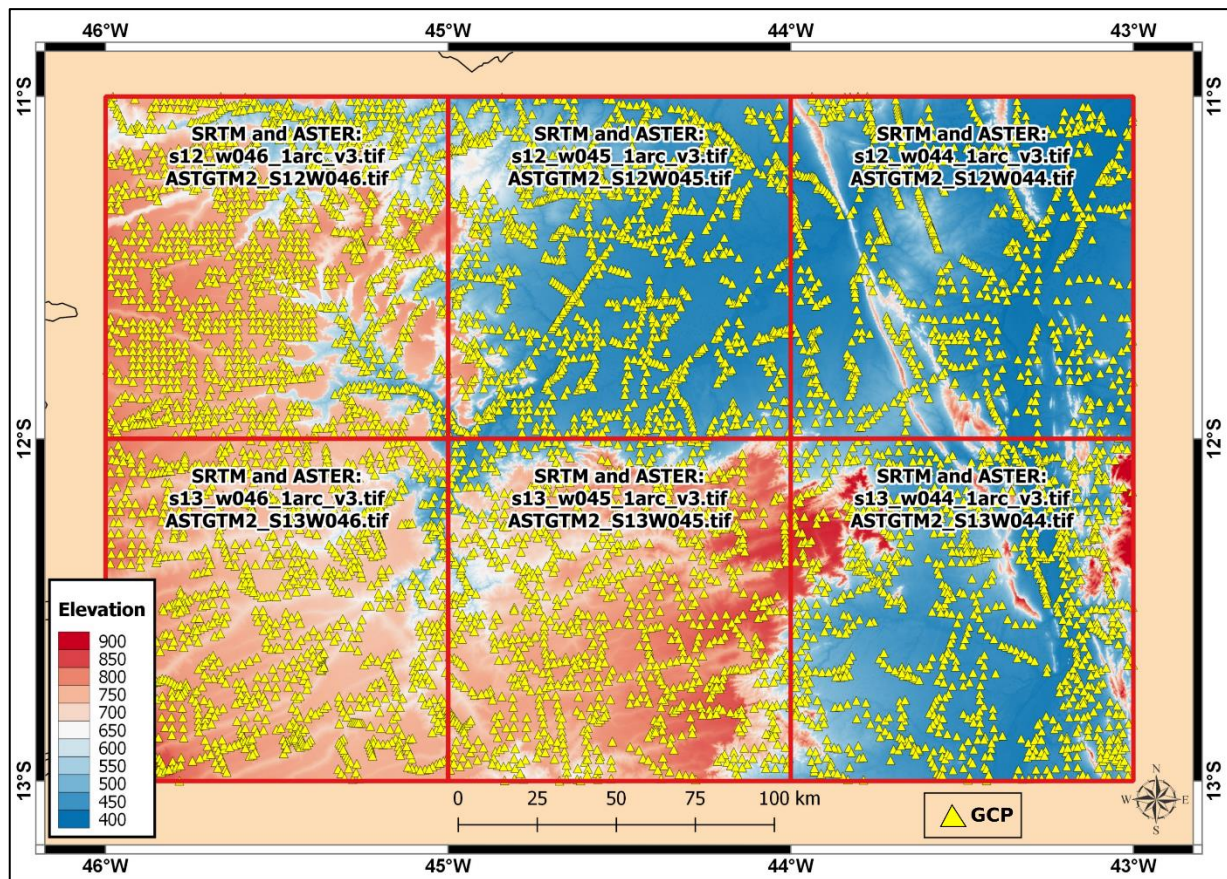 46°W 45°W 44°W 43°W
11°S 11°S
SRTM and ASTER:
s12_w046_1arc_v3.tif
ASTGTM2_S12W046.tif
SRTM and ASTER:
s12_w045_1arc_v3.tif
ASTGTM2_S12W045.tif
SRTM and ASTER:
s12_w044_1arc_v3.tif
ASTGTM2_S12W044.tif
12°S 12°S
SRTM and ASTER:
s13_w046_1arc_v3.tif
ASTGTM2_S13W046.tif
SRTM and ASTER:
s13_w045_1arc_v3.tif
ASTGTM2_S13W045.tif
SRTM and ASTER:
s13_w044_1arc_v3.tif
ASTGTM2_S13W044.tif
Elevation
900
850
800
750
700
650
600
550
500
450
400
13°S 13°S
0 25 50 75 100 km
GCP
N
W E
S
46°W 45°W 44°W 43°W